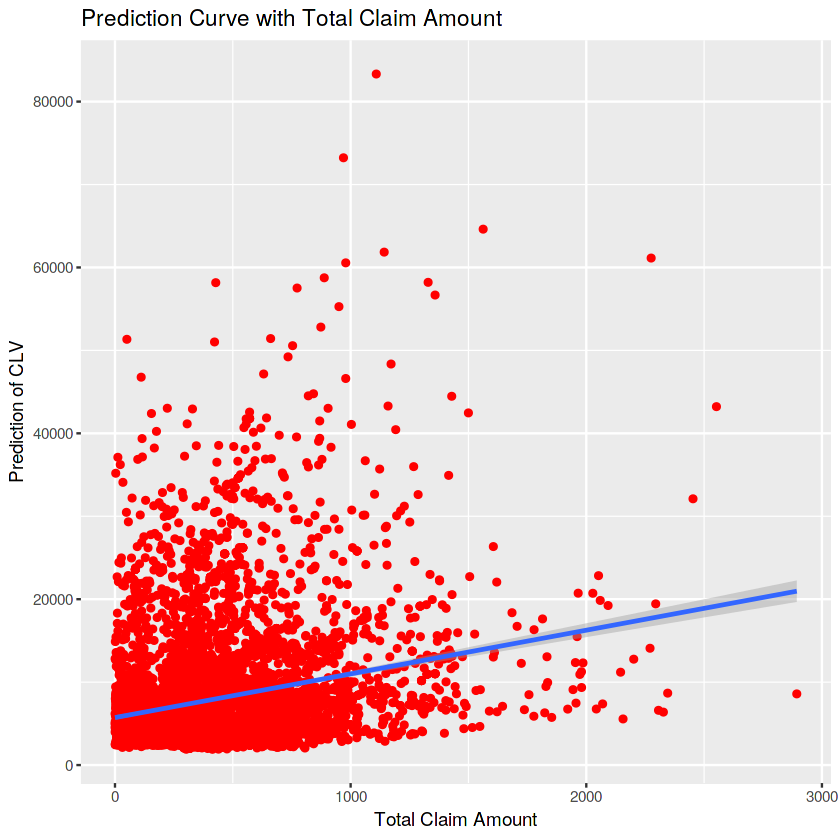 Prediction Curve with Total Claim Amount
80000
60000
40000
20000
0
Prediction of CLV
0 1000 2000 3000
Total Claim Amount